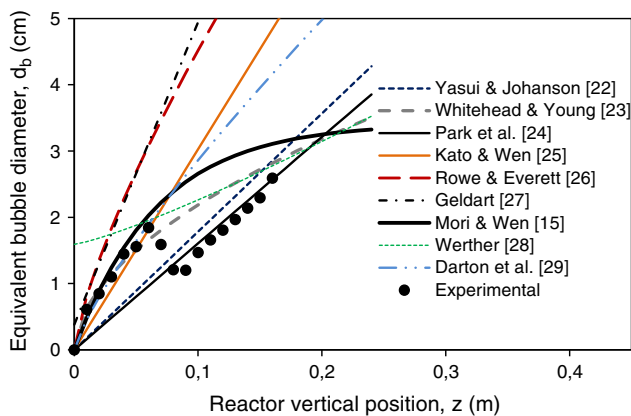 Equivalent bubble diameter, d_b (cm)
5
4
3
2
1
0
0
0,1
0,2
0,3
0,4
Reactor vertical position, z (m)
Yasui & Johanson [22]
Whitehead & Young [23]
Park et al. [24]
Kato & Wen [25]
Rowe & Everett [26]
Geldart [27]
Mori & Wen [15]
Werther [28]
Darton et al. [29]
Experimental